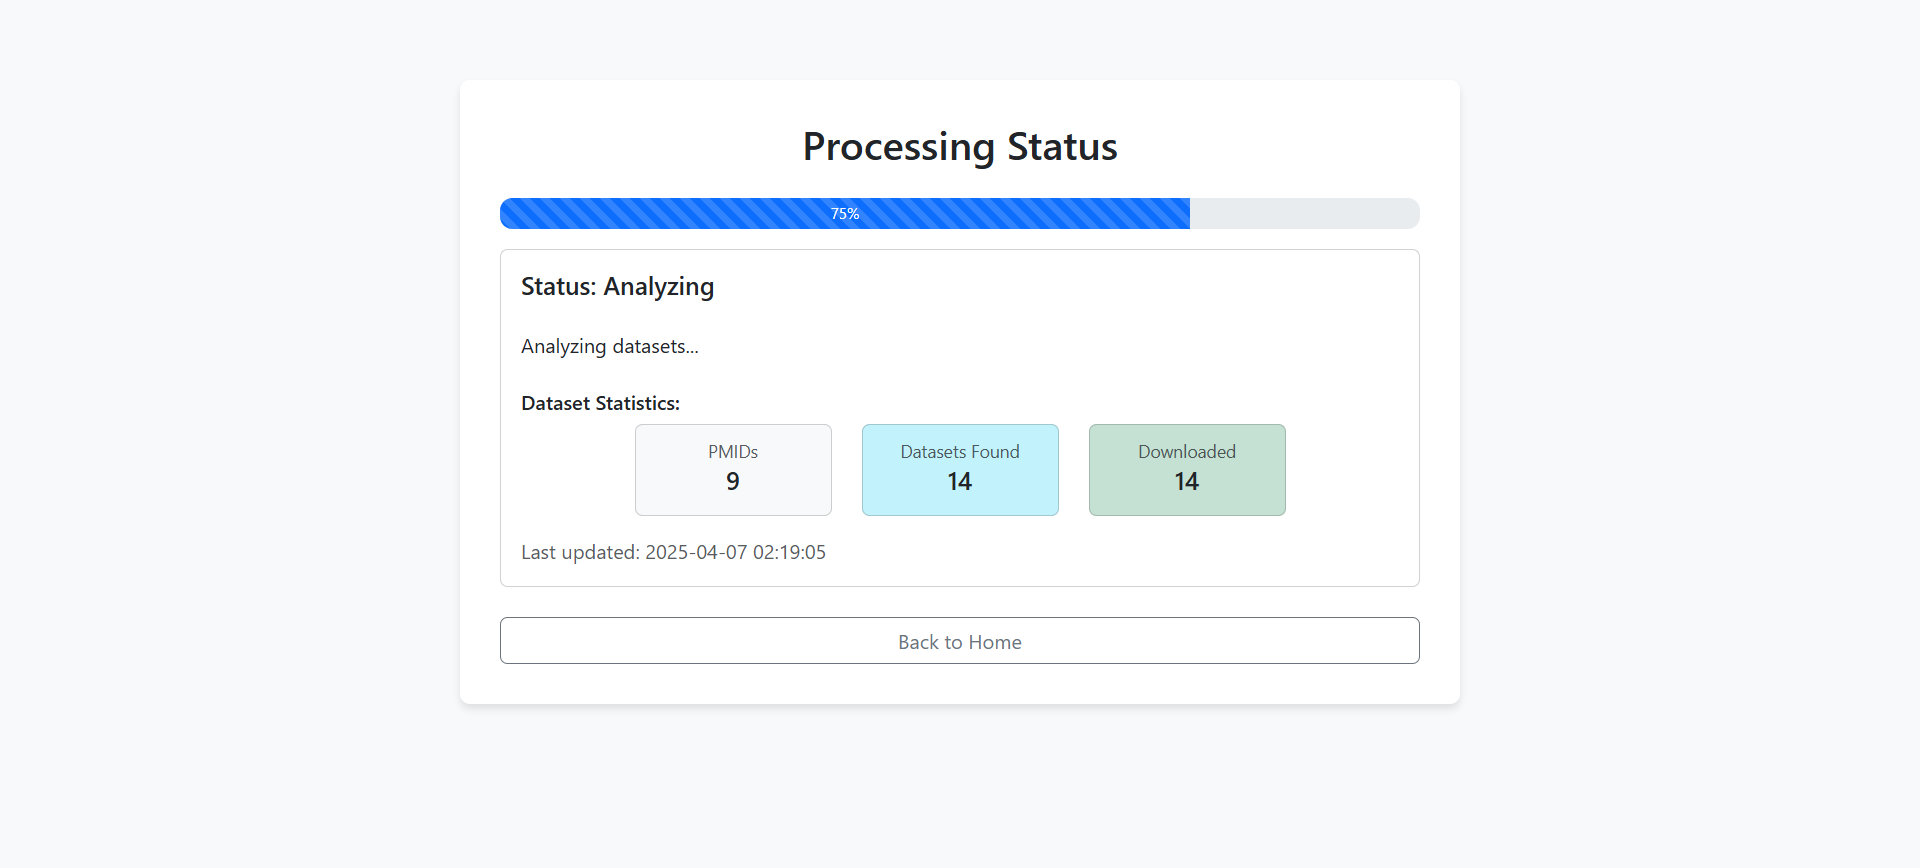 Processing Status
75%
Status: Analyzing
Analyzing datasets...
Dataset Statistics:
PMIDs
9
Datasets Found
14
Downloaded
14
Last updated: 2025-04-07 02:19:05
Back to Home